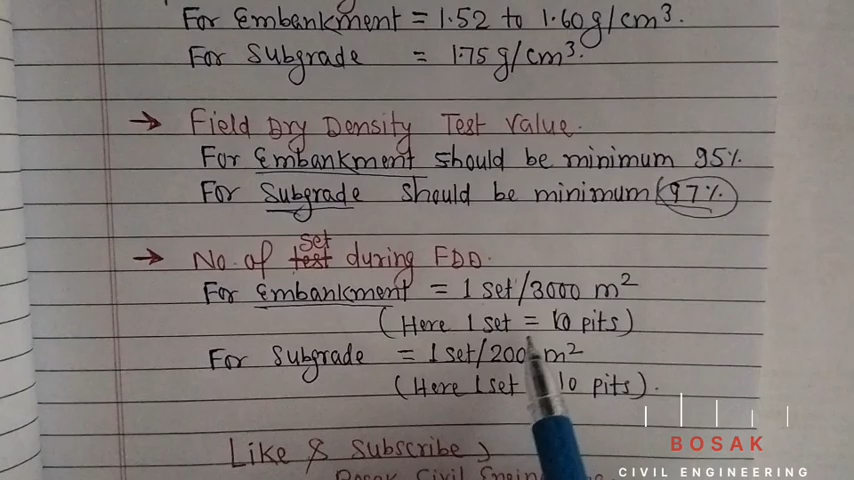 For Embankment = 1.52 to 1.60 g/cm³.
For Subgrade = 1.75 g/cm³.
→ Field Dry Density Test Value.
For Embankment should be minimum 95%.
For Subgrade should be minimum 97%.
set
→ No. of test during FDD.
For Embankment = 1 set/3000 m²
(Here 1 set = 10 pits)
For Subgrade = 1 set/200 m²
(Here 1 set 10 pits).
Like & Subscribe
Bosak Civil
BOSAK
CIVIL ENGINEERING